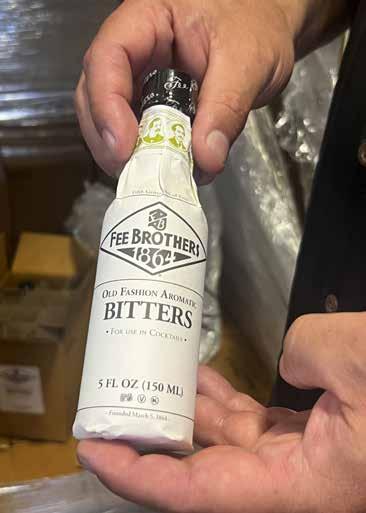 FB
FEE BROTHERS
1864
OLD FASHION AROMATIC
BITTERS
• FOR USE IN COCKTAILS •
5 FL OZ (150 ML)
- Founded March 5, 1864 -